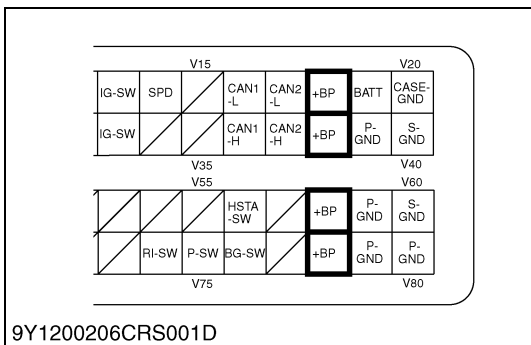 V15 V20
IG-SW SPD CAN1 -L CAN2 -L +BP BATT CASE- GND
IG-SW CAN1 -H CAN2 -H +BP P- GND S- GND
V35 V40
V55 V60
HSTA -SW +BP P- GND S- GND
RI-SW P-SW BG-SW +BP P- GND P- GND
V75 V80
9Y1200206CRS001D